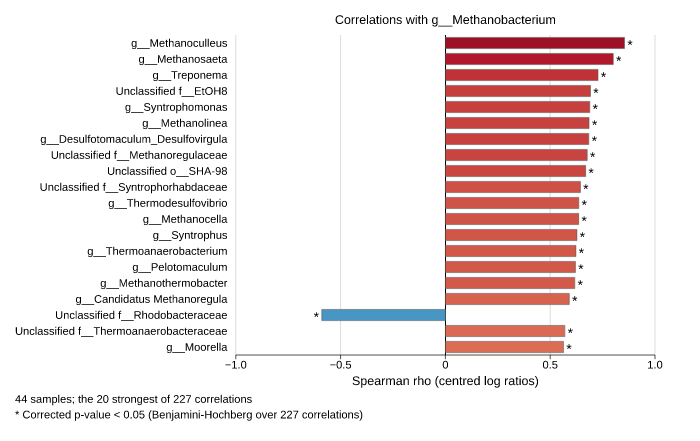 Correlations with g__Methanobacterium
g__Methanoculleus
*
g__Methanosaeta
*
g__Treponema
*
Unclassified f__EtOH8
*
g__Syntrophomonas
*
g__Methanolinea
*
g__Desulfotomaculum_Desulfovirgula
*
Unclassified f__Methanoregulaceae
*
Unclassified o__SHA-98
*
Unclassified f__Syntrophorhabdaceae
*
g__Thermodesulfovibrio
*
g__Methanocella
*
g__Syntrophus
*
g__Thermoanaerobacterium
*
g__Pelotomaculum
*
g__Methanothermobacter
*
g__Candidatus Methanoregula
*
Unclassified f__Rhodobacteraceae
*
Unclassified f__Thermoanaerobacteraceae
*
g__Moorella
*
−1.0 −0.5 0 0.5 1.0
Spearman rho (centred log ratios)
44 samples; the 20 strongest of 227 correlations
* Corrected p-value < 0.05 (Benjamini-Hochberg over 227 correlations)